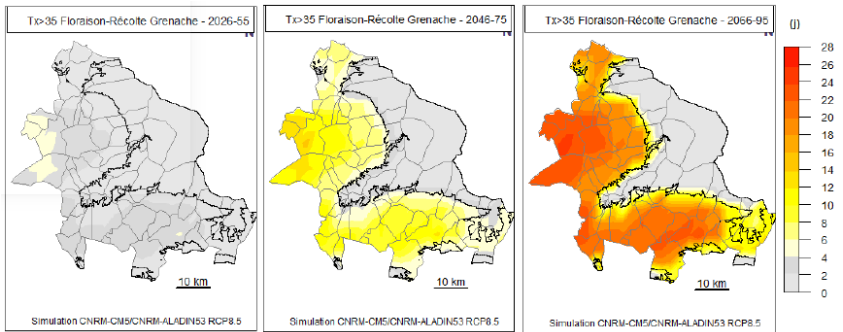 Tx>35 Floraison-Récolte Grenache - 2026-55
N
10 km
Simulation CNRM-CM5/CNRM-ALADIN53 RCP8.5
Tx>35 Floraison-Récolte Grenache - 2046-75
N
10 km
Simulation CNRM-CM5/CNRM-ALADIN53 RCP8.5
Tx>35 Floraison-Récolte Grenache - 2066-95
N
10 km
Simulation CNRM-CM5/CNRM-ALADIN53 RCP8.5
(j)
28
26
24
22
20
18
16
14
12
10
8
6
4
2
0